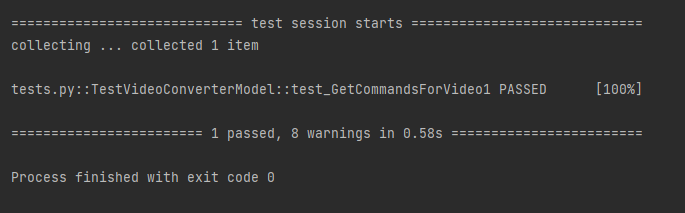 ============================= test session starts =============================
collecting ... collected 1 item
tests.py::TestVideoConverterModel::test_GetCommandsForVideo1 PASSED      [100%]
======================== 1 passed, 8 warnings in 0.58s ========================
Process finished with exit code 0